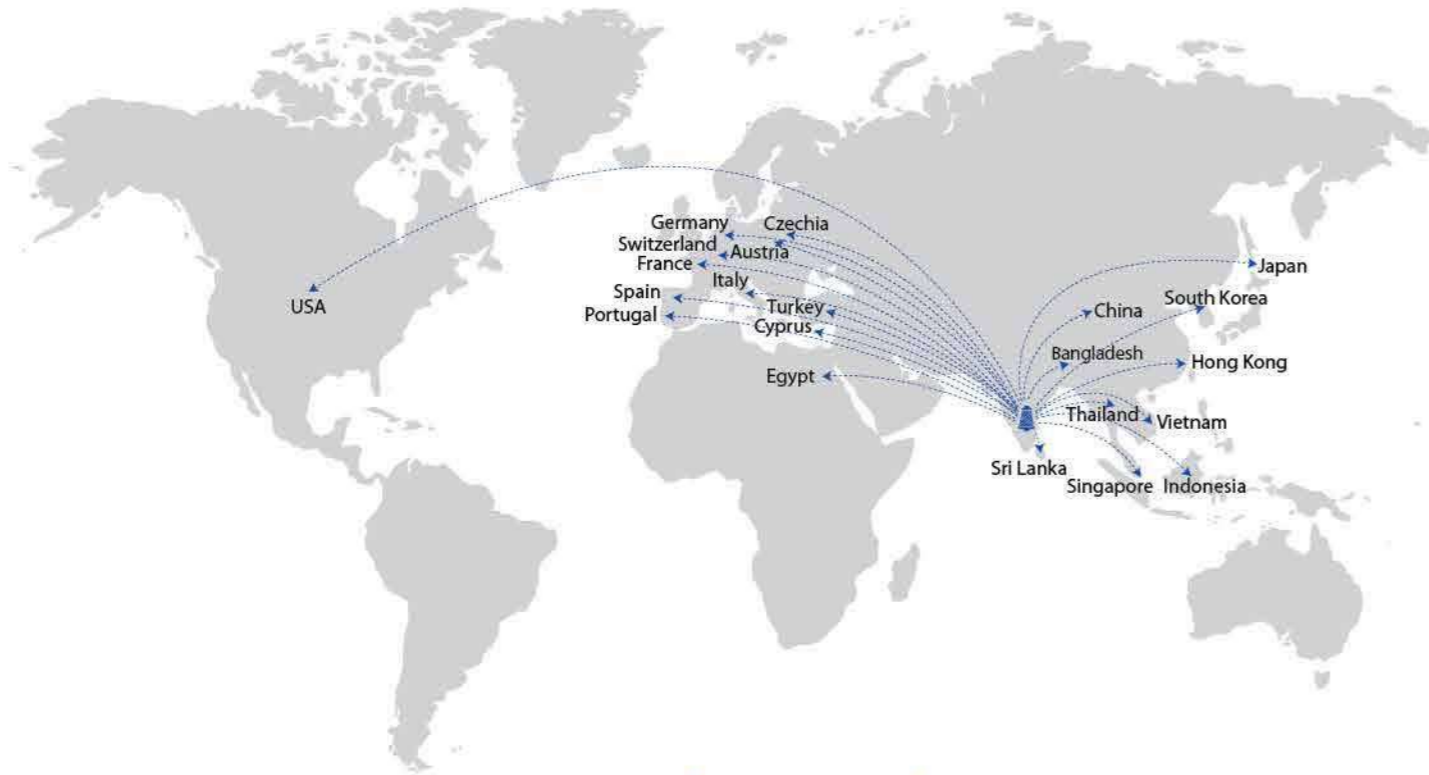 Germany
Czechia
Switzerland
Austria
France
Japan
Italy
Spain
South Korea
USA
Turkey
China
Portugal
Cyprus
Bangladesh
Hong Kong
Egypt
Thailand
Vietnam
Sri Lanka
Singapore
Indonesia